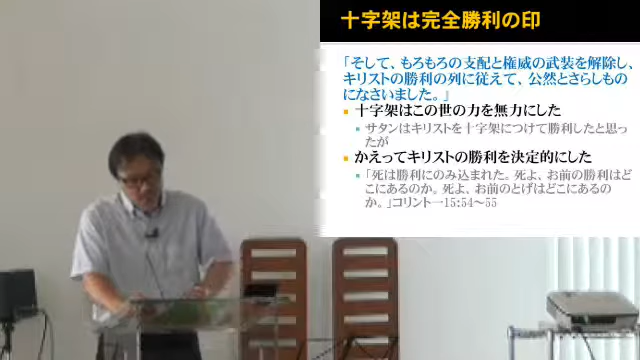 十字架は完全勝利の印
「そして、もろもろの支配と権威の武装を解除し、
キリストの勝利の列に従えて、公然とさらしもの
になさいました。」
十字架はこの世の力を無力にした
サタンはキリストを十字架につけて勝利したと思っ
たが
かえってキリストの勝利を決定的にした
「死は勝利にのみ込まれた。死よ、お前の勝利はど
こにあるのか。死よ、お前のとげはどこにあるの
か。」コリント一15:54~55